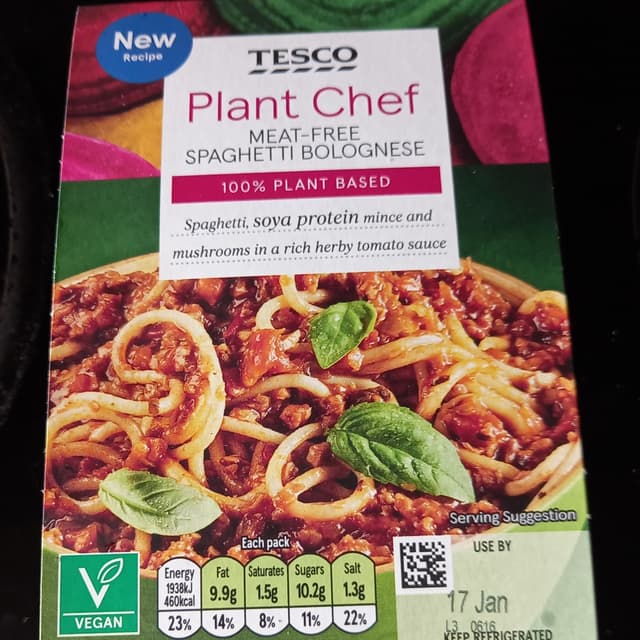 New
Recipe
TESCO
Plant Chef
MEAT-FREE
SPAGHETTI BOLOGNESE
100% PLANT BASED
Spaghetti, soya protein mince and
mushrooms in a rich herby tomato sauce
Serving Suggestion
Each pack
Energy
1938kJ
460kcal
23%
Fat
9.9g
14%
Saturates
1.5g
8%
Sugars
10.2g
11%
Salt
1.3g
22%
V
VEGAN
USE BY
17 Jan
L3 0616
KEEP REFRIGERATED